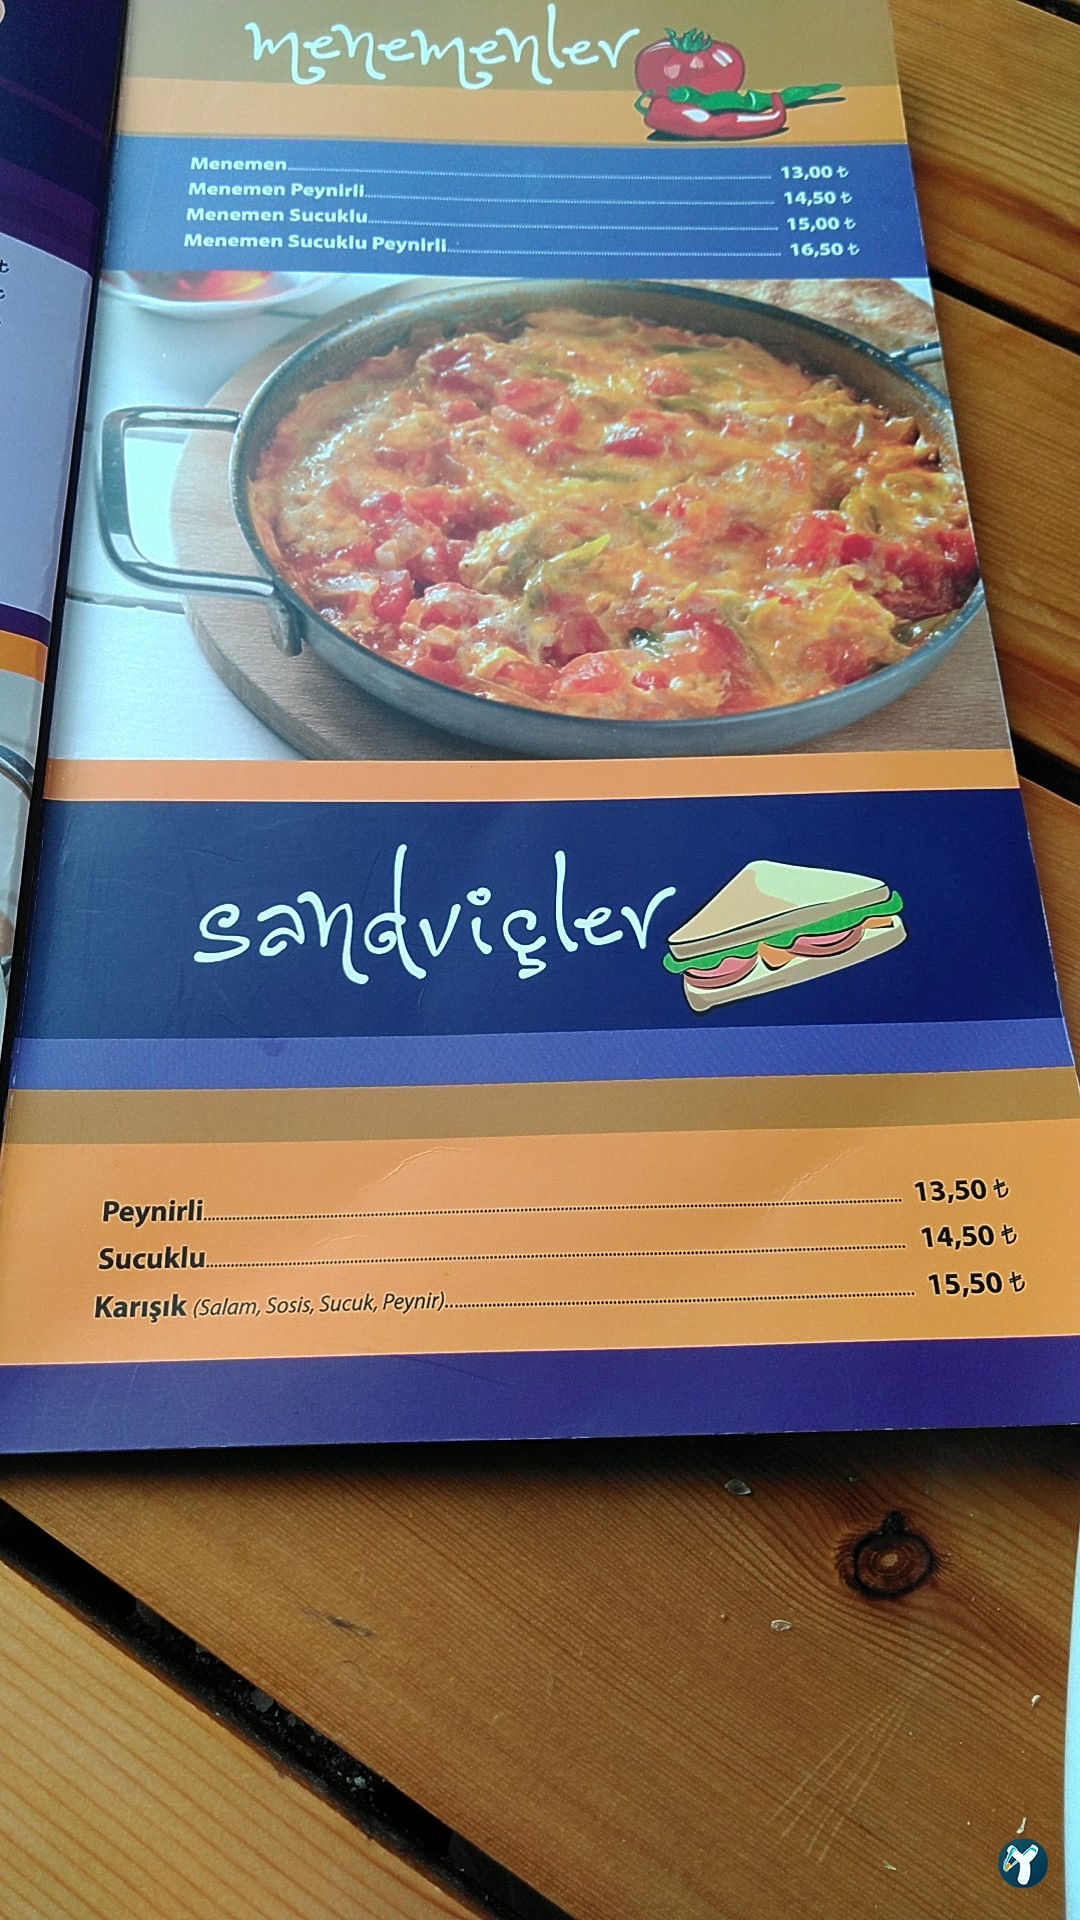 menemenler
Menemen 13,00 ₺
Menemen Peynirli 14,50 ₺
Menemen Sucuklu 15,00 ₺
Menemen Sucuklu Peynirli 16,50 ₺
sandviçler
Peynirli 13,50 ₺
Sucuklu 14,50 ₺
Karışık (Salam, Sosis, Sucuk, Peynir) 15,50 ₺